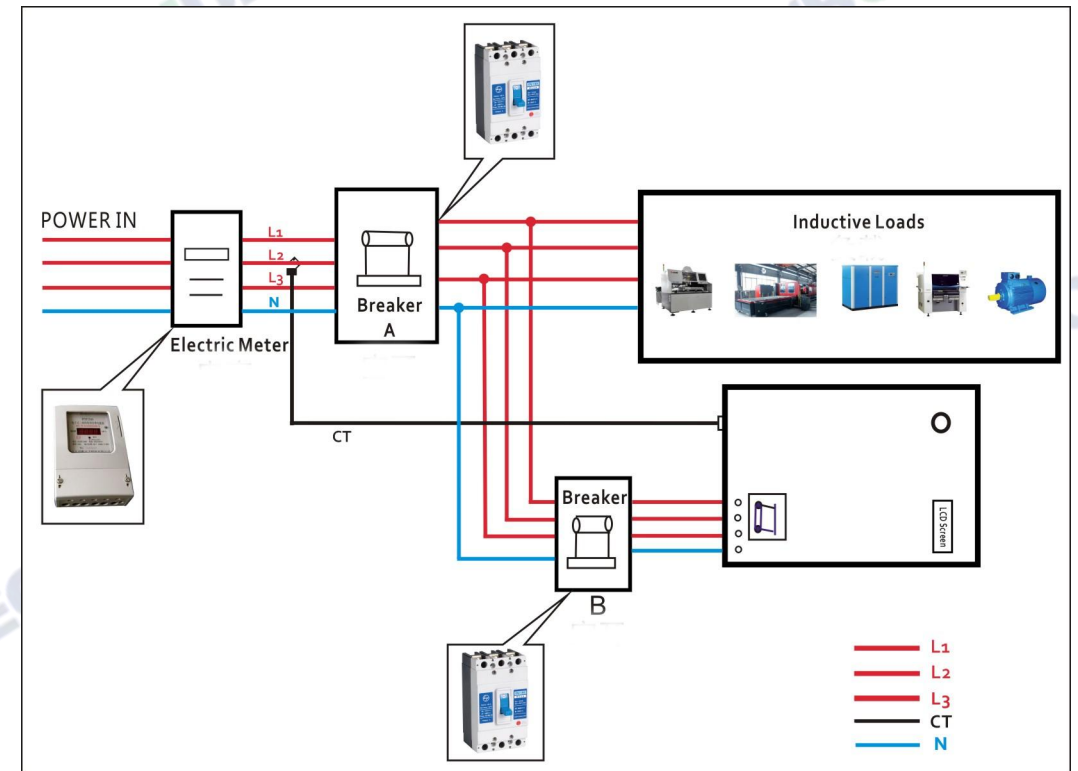 POWER IN
L1
L2
L3
N
Electric Meter
Breaker
A
Inductive Loads
CT
Breaker
B
LCD Screen
L1
L2
L3
CT
N